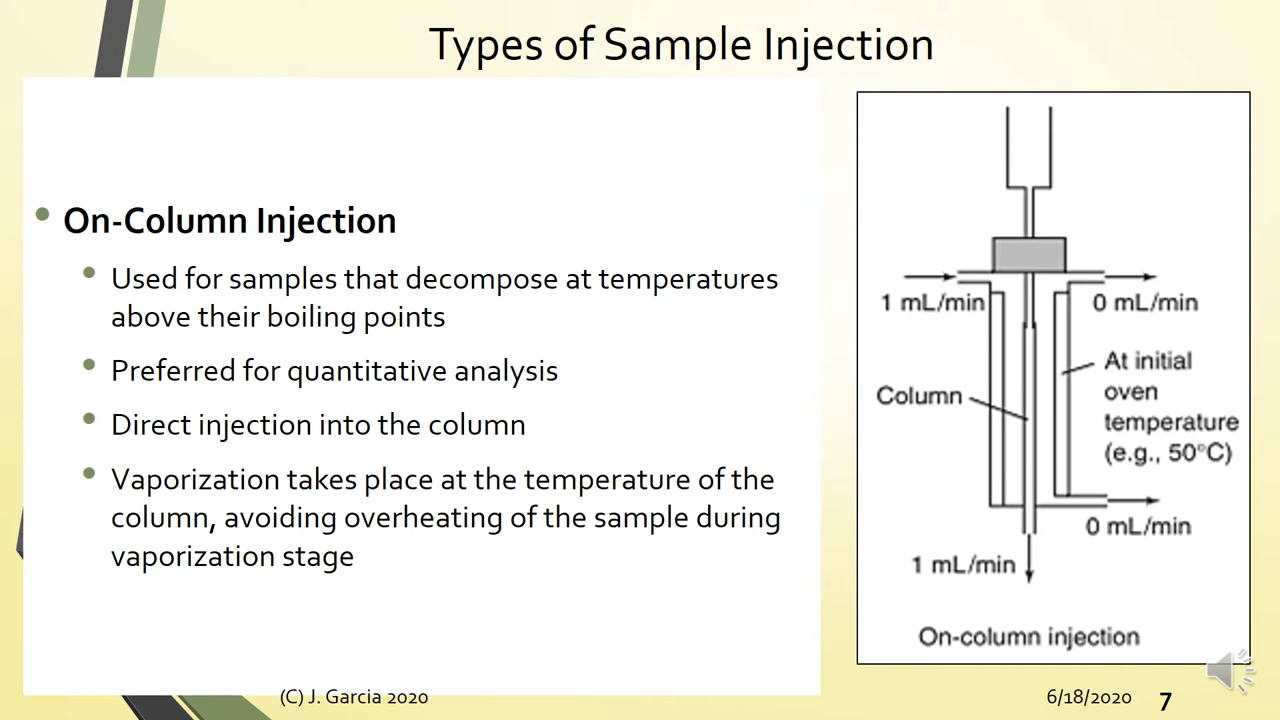 Types of Sample Injection
• On-Column Injection
• Used for samples that decompose at temperatures
above their boiling points
• Preferred for quantitative analysis
• Direct injection into the column
• Vaporization takes place at the temperature of the
column, avoiding overheating of the sample during
vaporization stage
1 mL/min
0 mL/min
Column
At initial
oven
temperature
(e.g., 50°C)
0 mL/min
1 mL/min
On-column injection
(C) J. Garcia 2020
6/18/2020
7